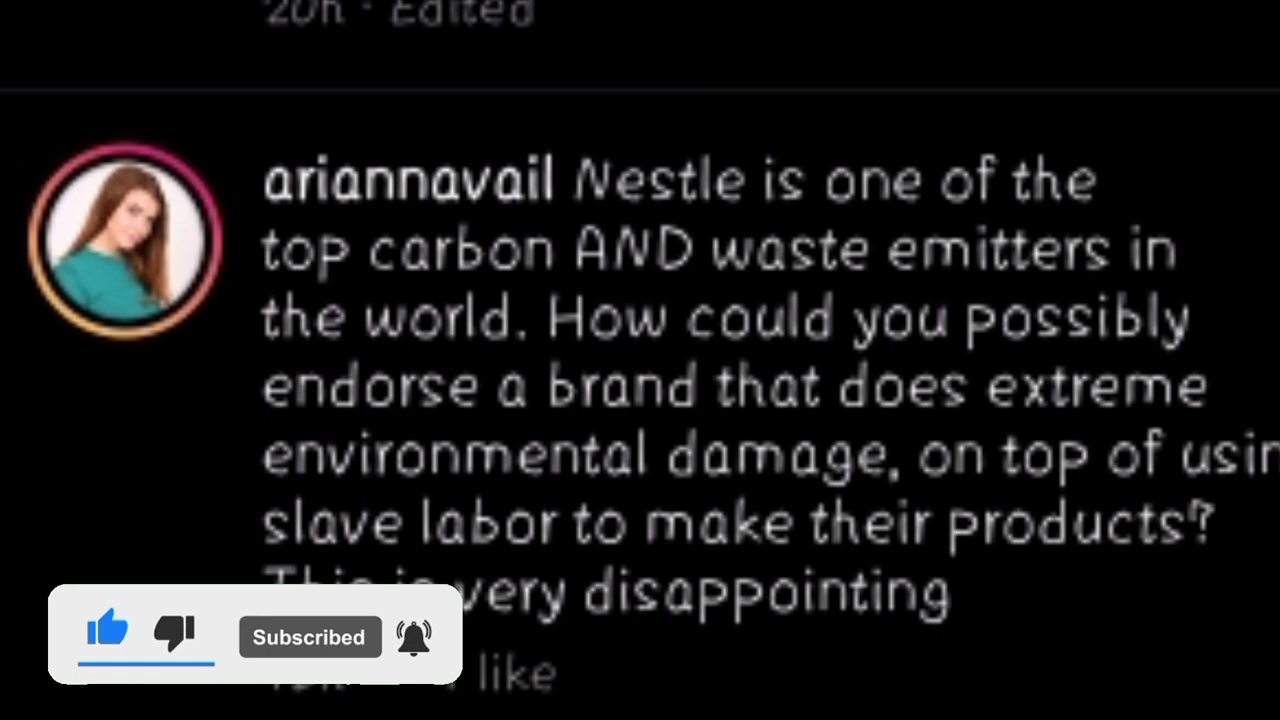 20h · Edited
ariannavail Nestle is one of the
top carbon AND waste emitters in
the world. How could you possibly
endorse a brand that does extreme
environmental damage, on top of usin
slave labor to make their products⁉
This is very disappointing
Subscribed
like